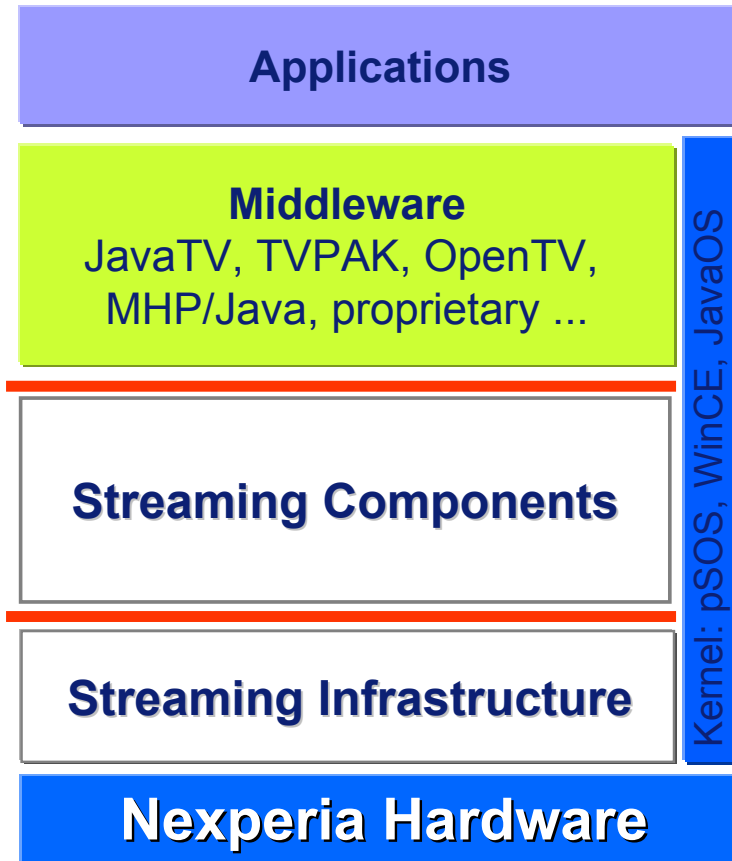 Applications
Middleware
JavaTV, TVPAK, OpenTV,
MHP/Java, proprietary ...
Streaming Components
Streaming Infrastructure
Kernel: pSOS, WinCE, JavaOS
Nexperia Hardware